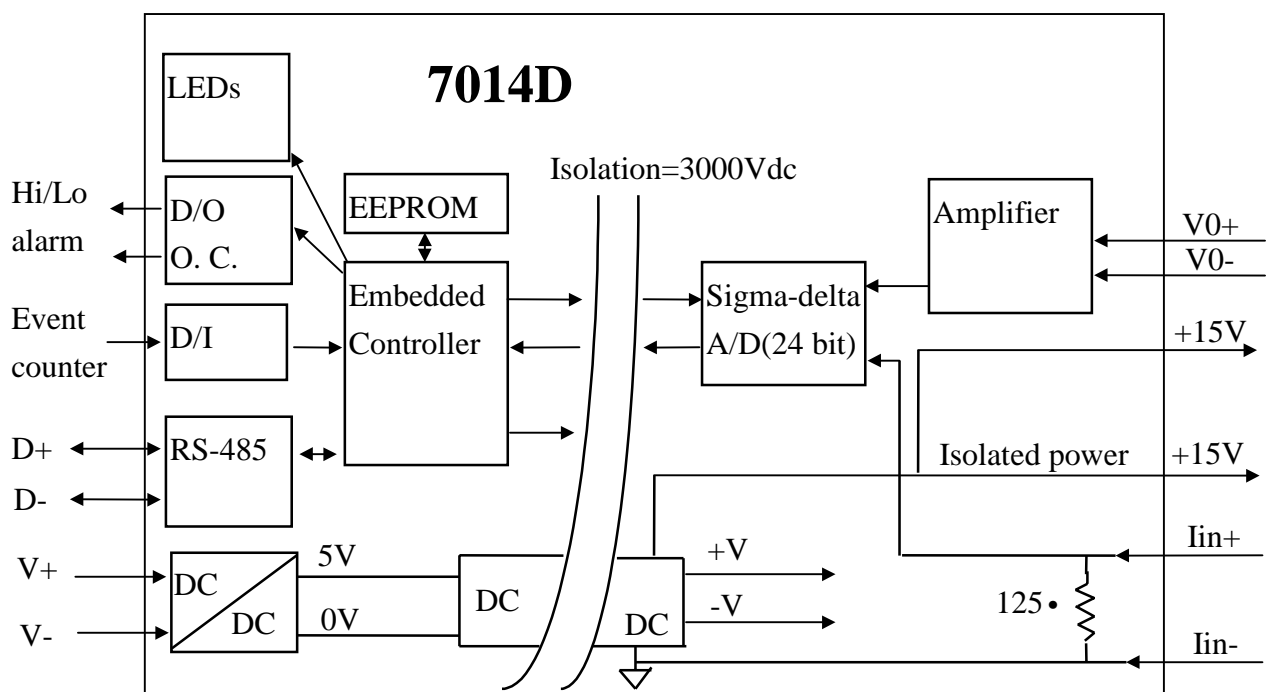 7014D
LEDs
Isolation=3000Vdc
Hi/Lo
alarm
D/O
O. C.
EEPROM
Amplifier
V0+
V0-
Embedded
Controller
Sigma-delta
A/D(24 bit)
Event
counter
D/I
+15V
D+
D-
RS-485
Isolated power
+15V
V+
V-
DC
DC
5V
0V
DC
DC
+V
-V
125•
Iin+
Iin-